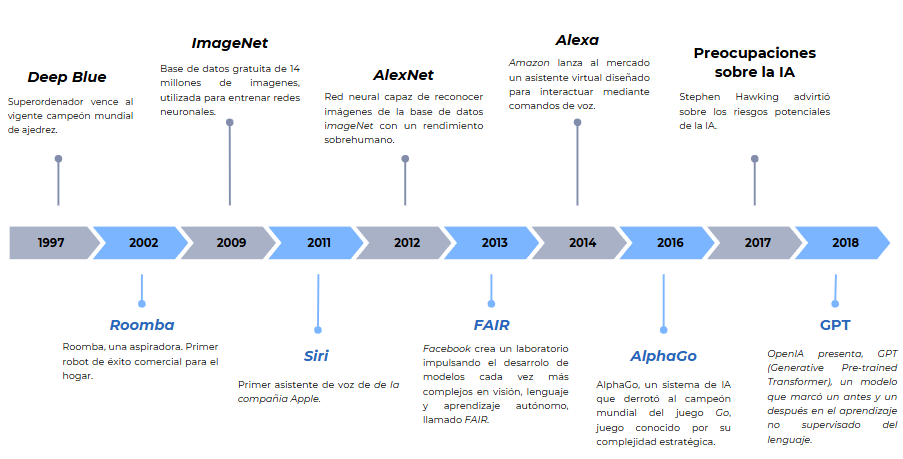 Deep Blue
Superordenador vence al
vigente campeón mundial
de ajedrez.
ImageNet
Base de datos gratuita de 14
millones de imagenes,
utilizada para entrenar redes
neuronales.
AlexNet
Red neural capaz de reconocer
imágenes de la base de datos
imageNet con un rendimiento
sobrehumano.
Alexa
Amazon lanza al mercado
un asistente virtual diseñado
para interactuar mediante
comandos de voz.
Preocupaciones
sobre la IA
Stephen Hawking advirtió
sobre los riesgos potenciales
de la IA.
1997
2002
2009
2011
2012
2013
2014
2016
2017
2018
Roomba
Roomba, una aspiradora. Primer
robot de éxito comercial para el
hogar.
Siri
Primer asistente de voz de de la
compañia Apple.
FAIR
Facebook crea un laboratorio
impulsando el desarrolo de
modelos cada vez más
complejos en visión, lenguaje
y aprendizaje autónomo,
llamado FAIR.
AlphaGo
AlphaGo, un sistema de IA
que derrotó al campeón
mundial del juego Go,
juego conocido por su
complejidad estratégica.
GPT
OpenIA presenta, GPT
(Generative Pre-trained
Transformer), un modelo
que marcó un antes y un
después en el aprendizaje
no supervisado del
lenguaje.